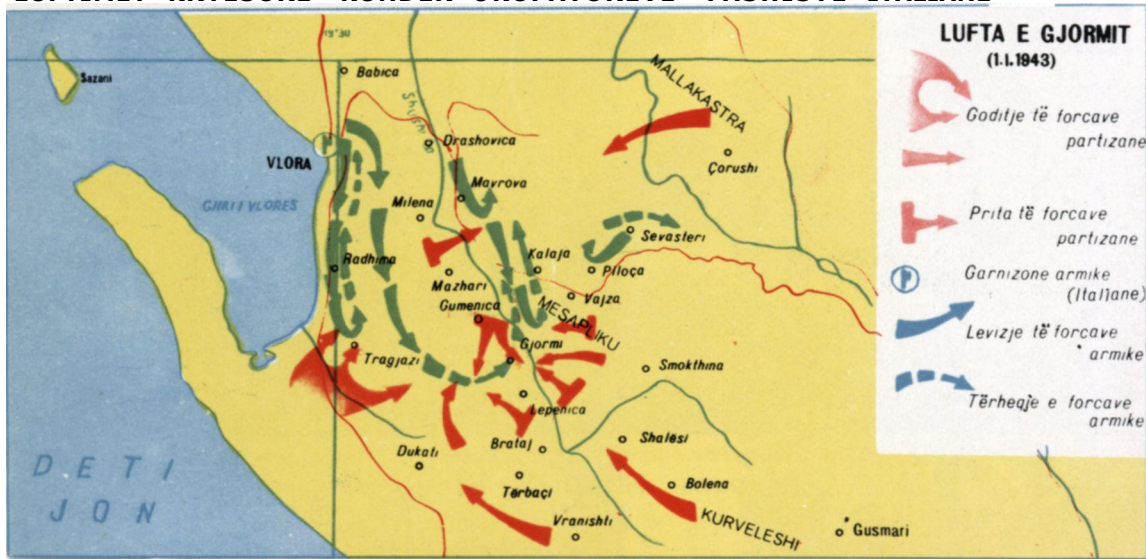 LUFTA E GJORMIT
(1.I.1943)
Goditje të forcave
partizane
Prita të forcave
partizane
Garnizone armike
(Italiane)
Levizje të forcave
armike
Tërheqje e forcave
armike
Sazani
Babica
MALLAKASTRA
Drashovica
VLORA
Çorushi
Mavrova
Milena
GJIRI I VLORES
Sevasteri
Radhima
Kalaja
Piloça
Mazhari
Vajza
Gumenica
MESAPLIKU
Gjormi
Tragjazi
Smokthina
Lepenica
Shalësi
Brataj
Dukati
DETI
JON
Tërbaçi
Bolena
Vranishti
KURVELESHI
Gusmari